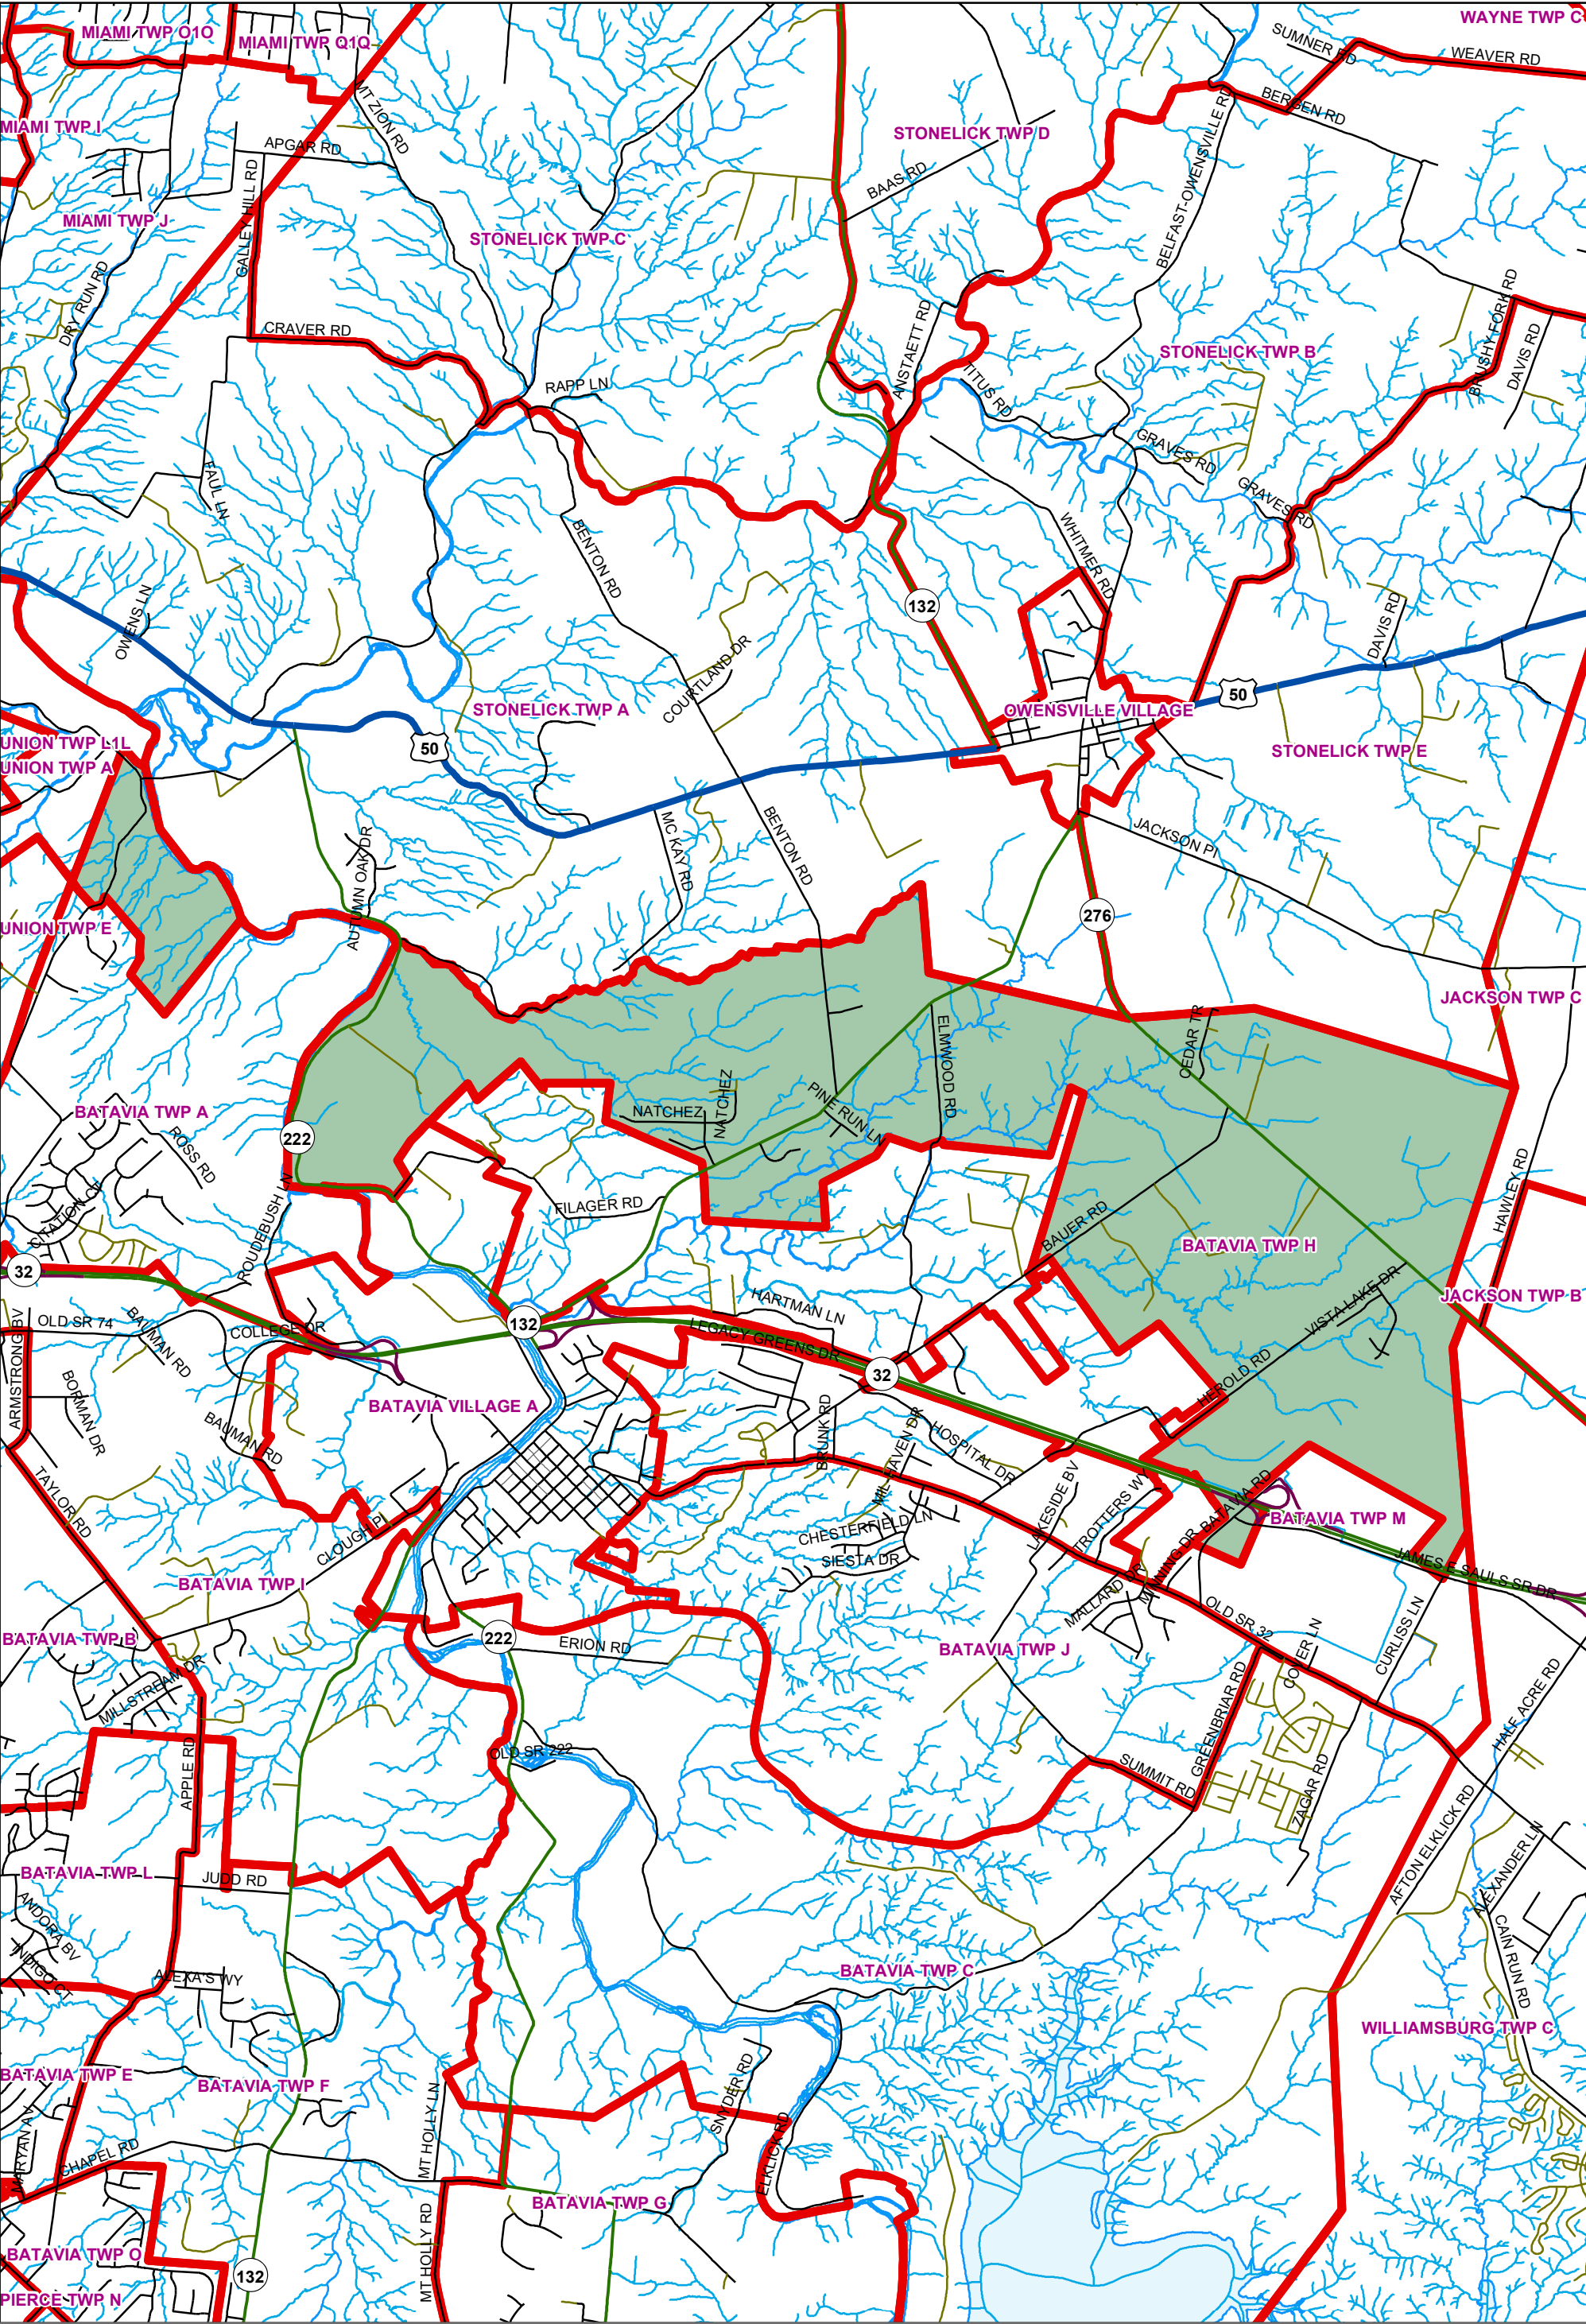 WAYNE TWP C
MIAMI TWP O1O
MIAMI TWP Q1Q
SUMNER RD
WEAVER RD
MT ZION RD
BERGEN RD
MIAMI TWP I
STONELICK TWP D
APGAR RD
BAAS RD
BELFAST-OWENSVILLE RD
GALLEY HILL RD
MIAMI TWP J
STONELICK TWP C
DRY RUN RD
CRAVER RD
ANSTAETT RD
STONELICK TWP B
BRUSHY FORK RD
DAVIS RD
RAPP LN
TITUS RD
GRAVES RD
FAUL LN
GRAVES RD
WHITMER RD
BENTON RD
132
OWENS LN
DAVIS RD
COURTLAND DR
50
STONELICK TWP A
OWENSVILLE VILLAGE
UNION TWP L1L
50
STONELICK TWP E
UNION TWP A
MC KAY RD
BENTON RD
JACKSON PI
AUTUMN OAK DR
276
UNION TWP E
JACKSON TWP C
CEDAR TR
ELMWOOD RD
NATCHEZ
NATCHEZ
PINE RUN LN
BATAVIA TWP A
ROSS RD
222
HAWLEY RD
CITATION CT
ROUDEBUSH LN
FILAGER RD
BAUER RD
BATAVIA TWP H
32
VISTA LAKE DR
JACKSON TWP B
OLD SR 74
BAUMAN RD
COLLEGE DR
132
HARTMAN LN
LEGACY GREENS DR
32
ARMSTRONG BV
BORMAN DR
HEROLD RD
BATAVIA VILLAGE A
BAUMAN RD
BRUNK RD
MILLHAVEN DR
HOSPITAL DR
TAYLOR RD
LAKESIDE BV
TROTTERS WY
BATAVIA RD
BATAVIA TWP M
CLOUGH PI
CHESTERFIELD LN
SIESTA DR
JAMES E SAULS SR DR
BATAVIA TWP I
MALLARD DR
WINNING DR
OLD SR 32
BATAVIA TWP B
222
ERION RD
BATAVIA TWP J
COVER LN
CURLISS LN
MILLSTREAM DR
GREENBRIAR RD
HALF ACRE RD
APPLE RD
OLD SR 222
SUMMIT RD
ZAGAR RD
AFTON ELKLICK RD
BATAVIA TWP L
JUDD RD
ALEXANDER LN
ANDORA BV
INDIGO CT
ALEXA'S WY
BATAVIA TWP C
CAIN RUN RD
WILLIAMSBURG TWP C
BATAVIA TWP E
BATAVIA TWP F
MT HOLLY LN
SNYDER RD
MARYAN AV
CHAPEL RD
ELKLICK RD
BATAVIA TWP G
MT HOLLY RD
BATAVIA TWP O
132
PIERCE TWP N